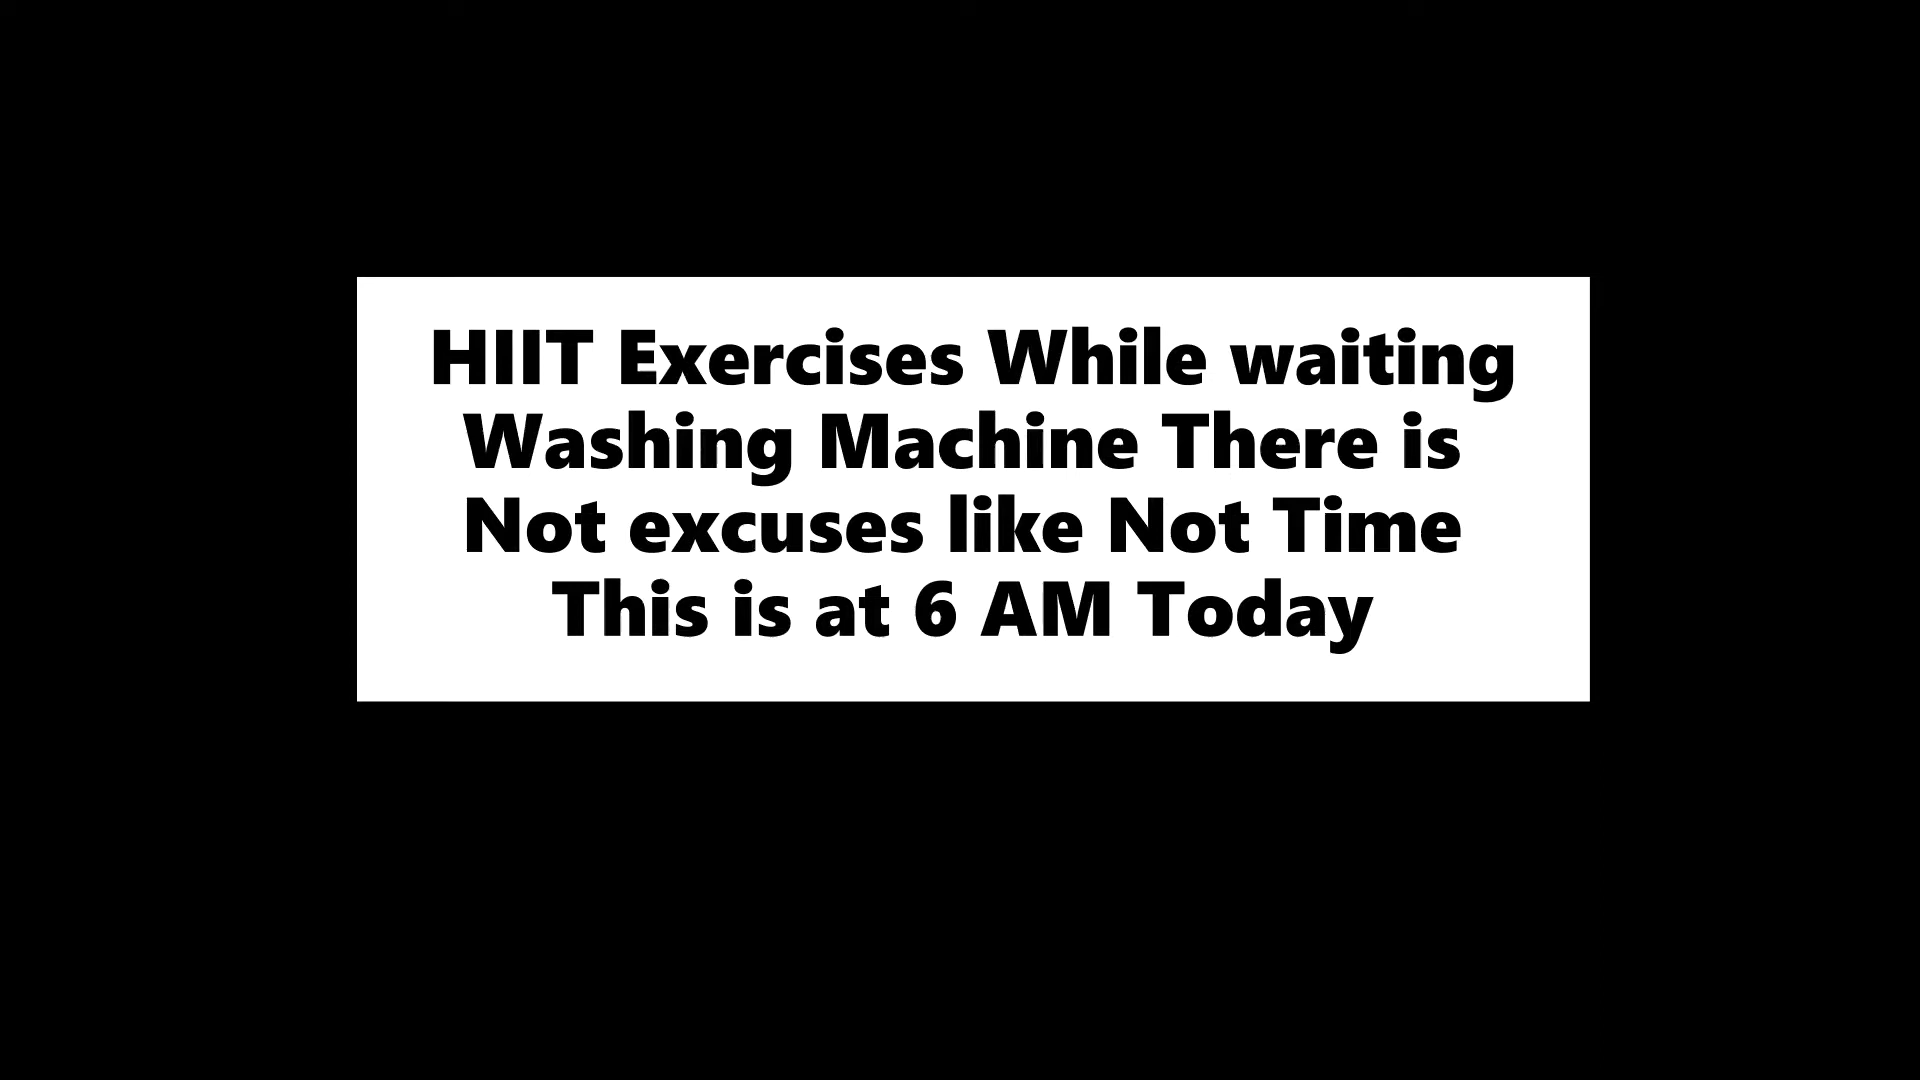 HIIT Exercises While waiting
Washing Machine There is
Not excuses like Not Time
This is at 6 AM Today